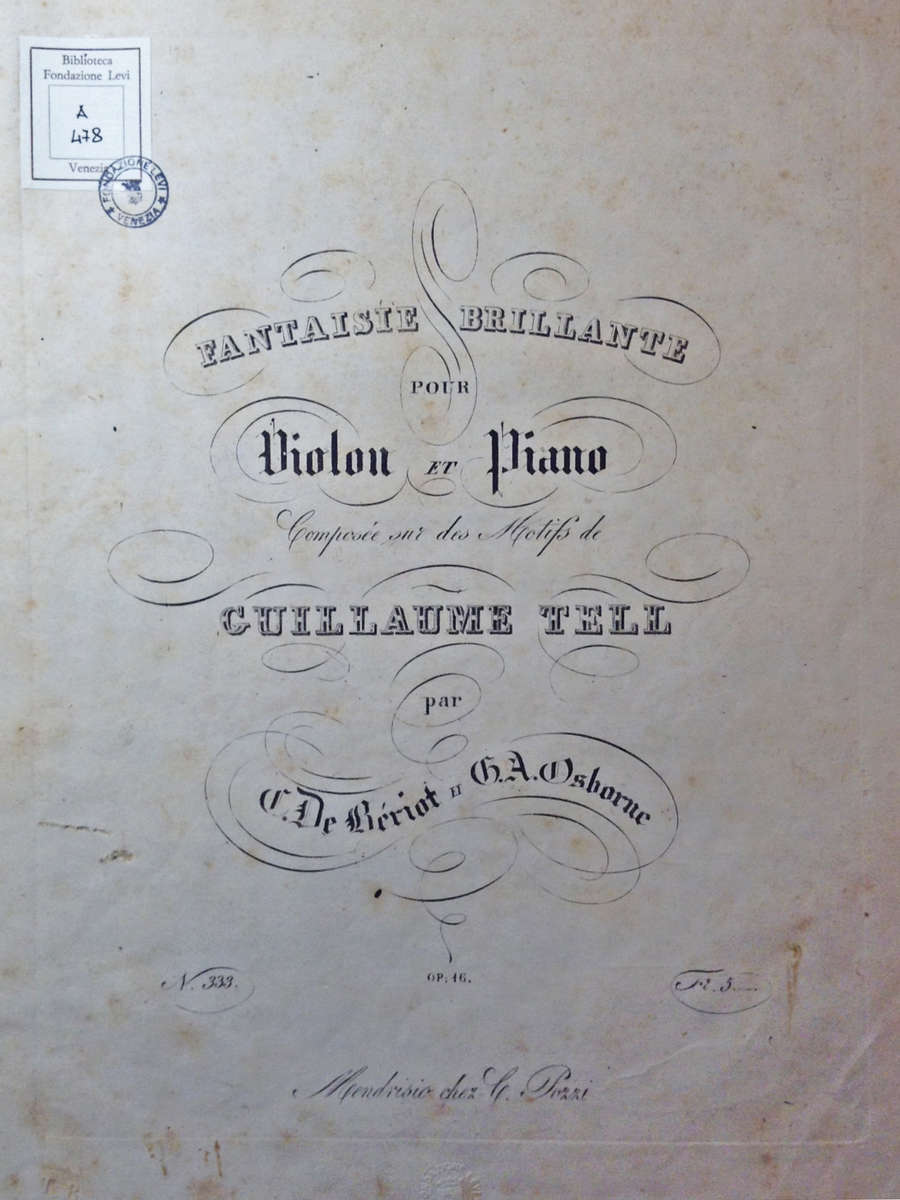 Biblioteca
Fondazione Levi
A
478
Venezia
FONDAZIONE LEVI
VENEZIA
FANTAISIE BRILLANTE
POUR
Violon ET Piano
Composée sur des Motifs de
GUILLAUME TELL
par
C. De Bériot ET G. A. Osborne
N. 333.
OP. 16.
Fr. 5
Mendrisio chez C. Pozzi